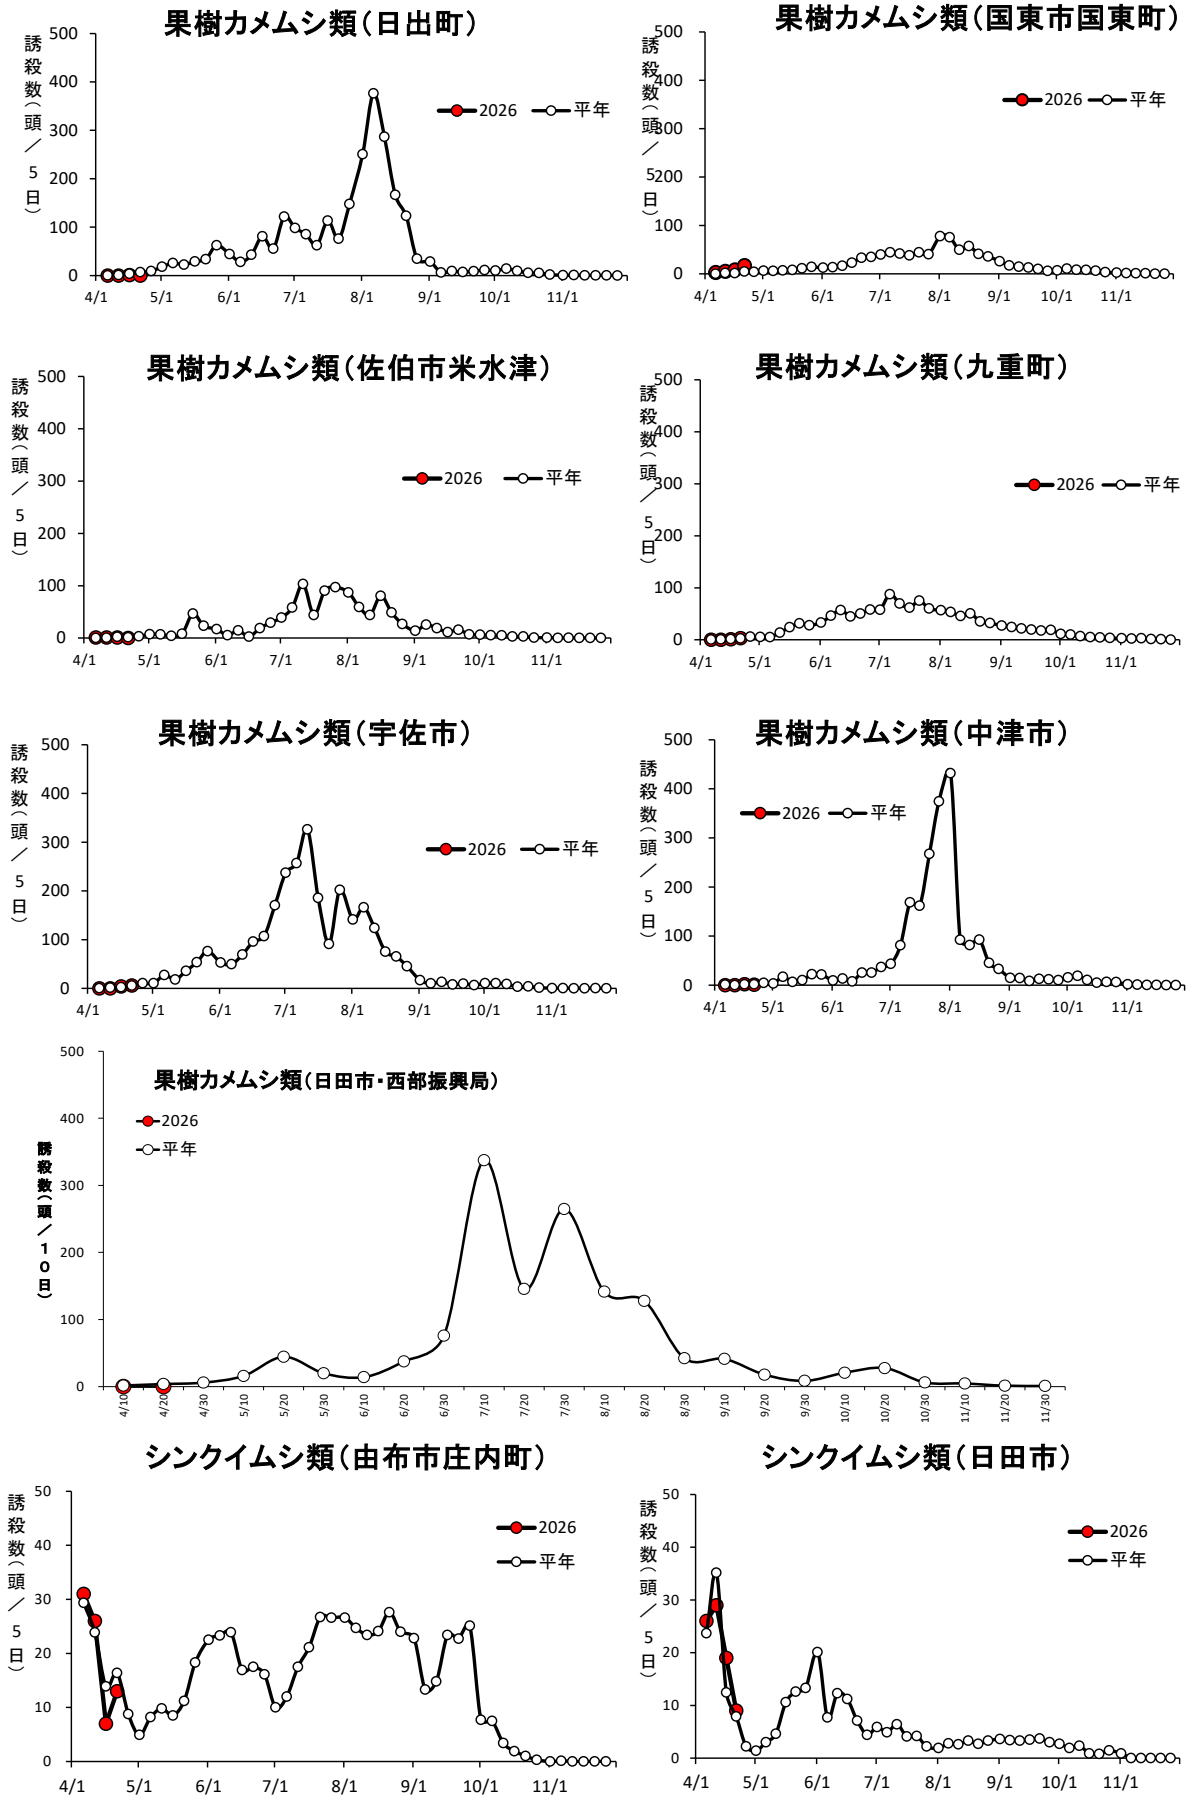 果樹カメムシ類(日出町)
誘殺数(頭/5日)
500
400
300
200
100
0
2026 平年
4/1 5/1 6/1 7/1 8/1 9/1 10/1 11/1
果樹カメムシ類(国東市国東町)
誘殺数(頭/5日)
500
400
300
200
100
0
2026 平年
4/1 5/1 6/1 7/1 8/1 9/1 10/1 11/1
果樹カメムシ類(佐伯市米水津)
誘殺数(頭/5日)
500
400
300
200
100
0
2026 平年
4/1 5/1 6/1 7/1 8/1 9/1 10/1 11/1
果樹カメムシ類(九重町)
誘殺数(頭/5日)
500
400
300
200
100
0
2026 平年
4/1 5/1 6/1 7/1 8/1 9/1 10/1 11/1
果樹カメムシ類(宇佐市)
誘殺数(頭/5日)
500
400
300
200
100
0
2026 平年
4/1 5/1 6/1 7/1 8/1 9/1 10/1 11/1
果樹カメムシ類(中津市)
誘殺数(頭/5日)
500
400
300
200
100
0
2026 平年
4/1 5/1 6/1 7/1 8/1 9/1 10/1 11/1
果樹カメムシ類(日田市・西部振興局)
誘殺数(頭/10日)
500
400
300
200
100
0
2026
平年
4/10 4/20 4/30 5/10 5/20 5/30 6/10 6/20 6/30 7/10 7/20 7/30 8/10 8/20 8/30 9/10 9/20 9/30 10/10 10/20 10/30 11/10 11/20 11/30
シンクイムシ類(由布市庄内町)
誘殺数(頭/5日)
50
40
30
20
10
0
2026
平年
4/1 5/1 6/1 7/1 8/1 9/1 10/1 11/1
シンクイムシ類(日田市)
誘殺数(頭/5日)
50
40
30
20
10
0
2026
平年
4/1 5/1 6/1 7/1 8/1 9/1 10/1 11/1